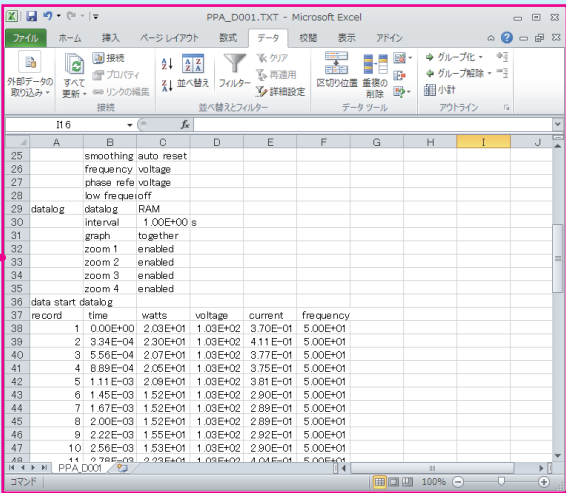 PPA_D001.TXT - Microsoft Excel
ファイル ホーム 挿入 ページレイアウト 数式 データ 校閲 表示 アドイン
外部データの取り込み
すべて更新
接続
プロパティ
リンクの編集
接続
並べ替え
フィルター
クリア
再適用
詳細設定
並べ替えとフィルター
区切り位置
重複の削除
データ ツール
グループ化
グループ解除
小計
アウトライン
I16 fx
A B C D E F G H I J
25 smoothing auto reset
26 frequency voltage
27 phase refe voltage
28 low freque off
29 datalog datalog RAM
30 interval 1.00E+00 s
31 graph together
32 zoom 1 enabled
33 zoom 2 enabled
34 zoom 3 enabled
35 zoom 4 enabled
36 data start datalog
37 record time watts voltage current frequency
38 1 0.00E+00 2.03E+01 1.03E+02 3.70E-01 5.00E+01
39 2 3.34E-04 2.30E+01 1.03E+02 4.11E-01 5.00E+01
40 3 5.56E-04 2.07E+01 1.03E+02 3.77E-01 5.00E+01
41 4 8.89E-04 2.05E+01 1.03E+02 3.75E-01 5.00E+01
42 5 1.11E-03 2.09E+01 1.03E+02 3.81E-01 5.00E+01
43 6 1.45E-03 1.52E+01 1.03E+02 2.90E-01 5.00E+01
44 7 1.67E-03 1.52E+01 1.03E+02 2.89E-01 5.00E+01
45 8 2.00E-03 1.52E+01 1.03E+02 2.89E-01 5.00E+01
46 9 2.22E-03 1.55E+01 1.03E+02 2.92E-01 5.00E+01
47 10 2.56E-03 1.53E+01 1.03E+02 2.90E-01 5.00E+01
48 11 2.78E-03 2.23E+01 1.03E+02 4.04E-01 5.00E+01
PPA_D001
コマンド 100%